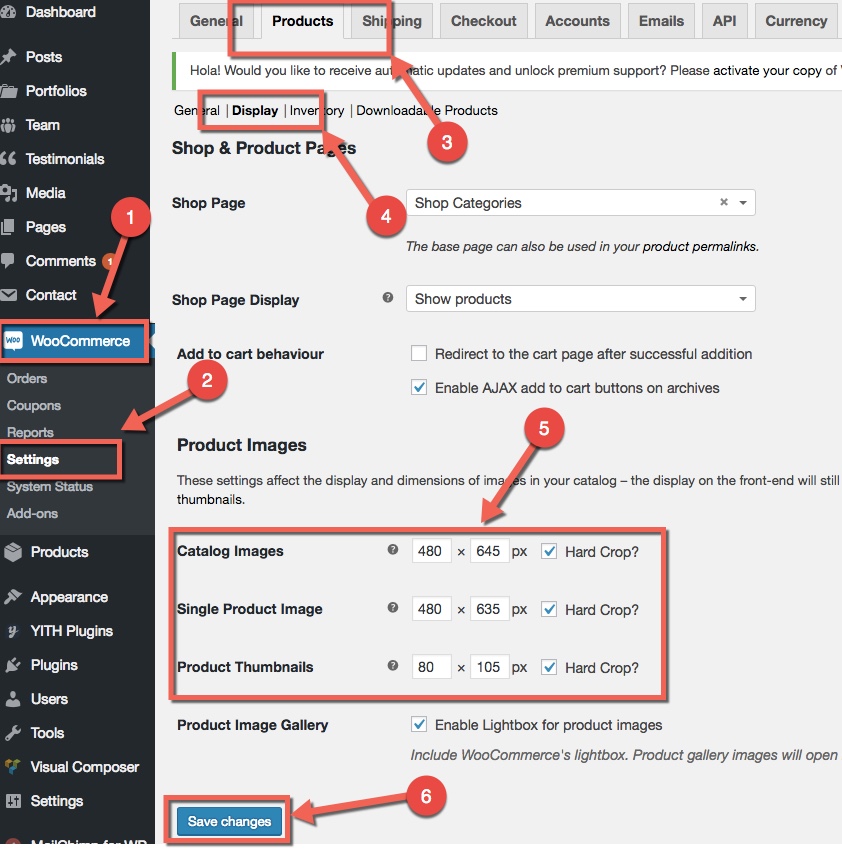 Dashboard
Posts
Portfolios
Team
Testimonials
Media
Pages
Comments 1
Contact
WOO WooCommerce
Orders
Coupons
Reports
Settings
System Status
Add-ons
Products
Appearance
YITH Plugins
Plugins
Users
Tools
Visual Composer
Settings
MailChimp for WP
General Products Shipping Checkout Accounts Emails API Currency
Hola! Would you like to receive automatic updates and unlock premium support? Please activate your copy of
General | Display | Inventory | Downloadable Products
Shop & Product Pages
Shop Page Shop Categories × 
The base page can also be used in your product permalinks.
Shop Page Display ? Show products
Add to cart behaviour Redirect to the cart page after successful addition
Enable AJAX add to cart buttons on archives
Product Images
These settings affect the display and dimensions of images in your catalog – the display on the front-end will still
thumbnails.
Catalog Images ? 480 × 645 px Hard Crop?
Single Product Image ? 480 × 635 px Hard Crop?
Product Thumbnails ? 80 × 105 px Hard Crop?
Product Image Gallery Enable Lightbox for product images
Include WooCommerce's lightbox. Product gallery images will open
Save changes
1
2
3
4
5
6